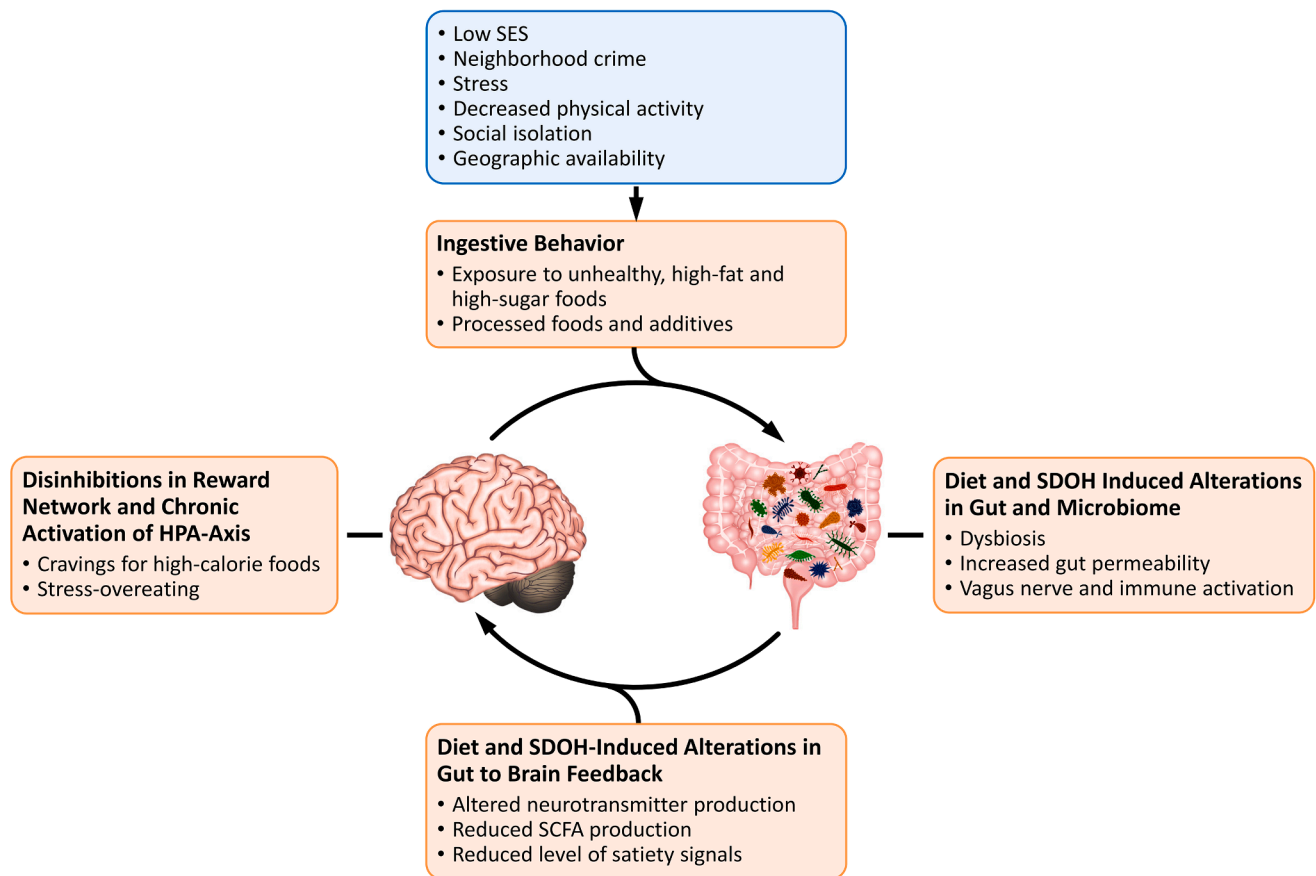 • Low SES
• Neighborhood crime
• Stress
• Decreased physical activity
• Social isolation
• Geographic availability
Ingestive Behavior
• Exposure to unhealthy, high-fat and
high-sugar foods
• Processed foods and additives
Disinhibitions in Reward
Network and Chronic
Activation of HPA-Axis
• Cravings for high-calorie foods
• Stress-overeating
Diet and SDOH Induced Alterations
in Gut and Microbiome
• Dysbiosis
• Increased gut permeability
• Vagus nerve and immune activation
Diet and SDOH-Induced Alterations in
Gut to Brain Feedback
• Altered neurotransmitter production
• Reduced SCFA production
• Reduced level of satiety signals